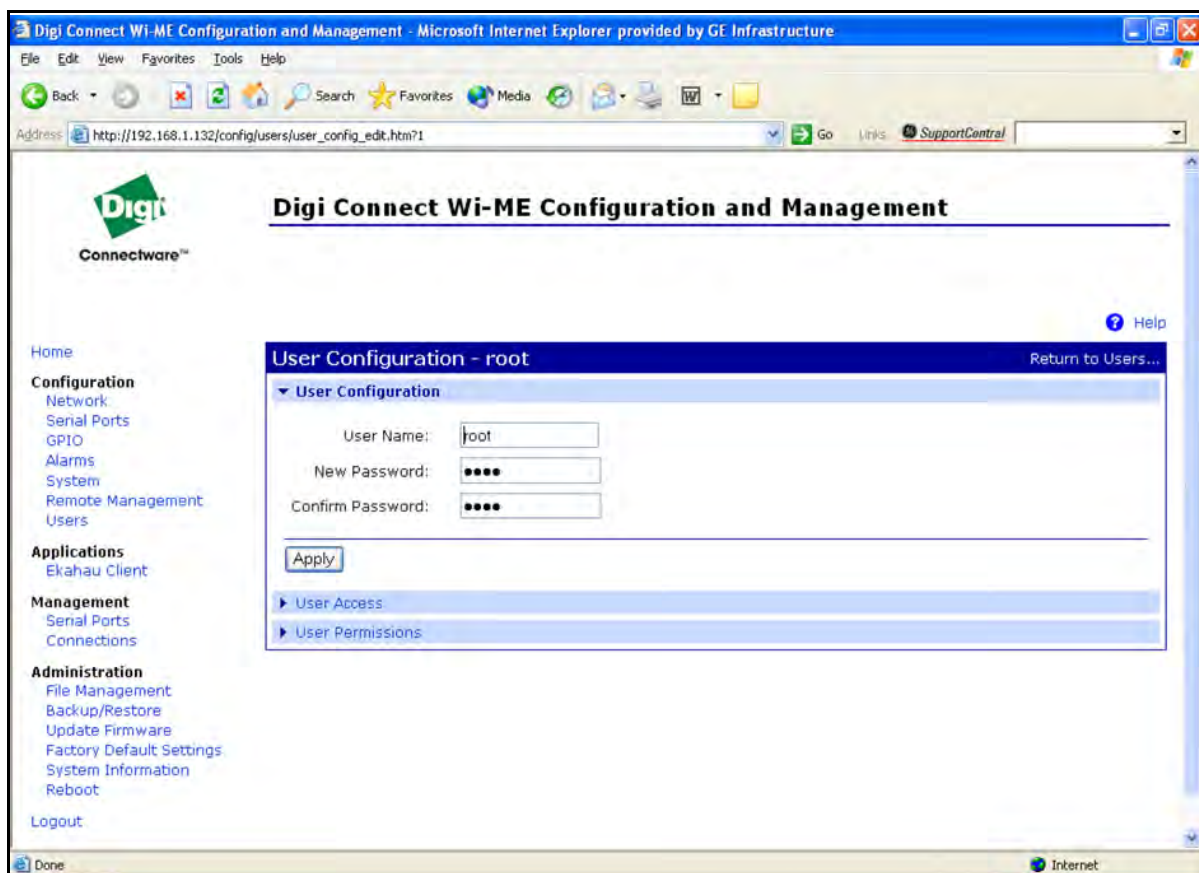 Digi Connect Wi-ME Configuration and Management - Microsoft Internet Explorer provided by GE Infrastructure
File Edit View Favorites Tools Help
Back Search Favorites Media
Address http://192.168.1.132/config/users/user_config_edit.htm?1 Go Links SupportCentral
Digi
Connectware™
Digi Connect Wi-ME Configuration and Management
Help
Home
Configuration
Network
Serial Ports
GPIO
Alarms
System
Remote Management
Users
Applications
Ekahau Client
Management
Serial Ports
Connections
Administration
File Management
Backup/Restore
Update Firmware
Factory Default Settings
System Information
Reboot
Logout
User Configuration - root Return to Users...
User Configuration
User Name: root
New Password: ••••
Confirm Password: ••••
Apply
User Access
User Permissions
Done Internet